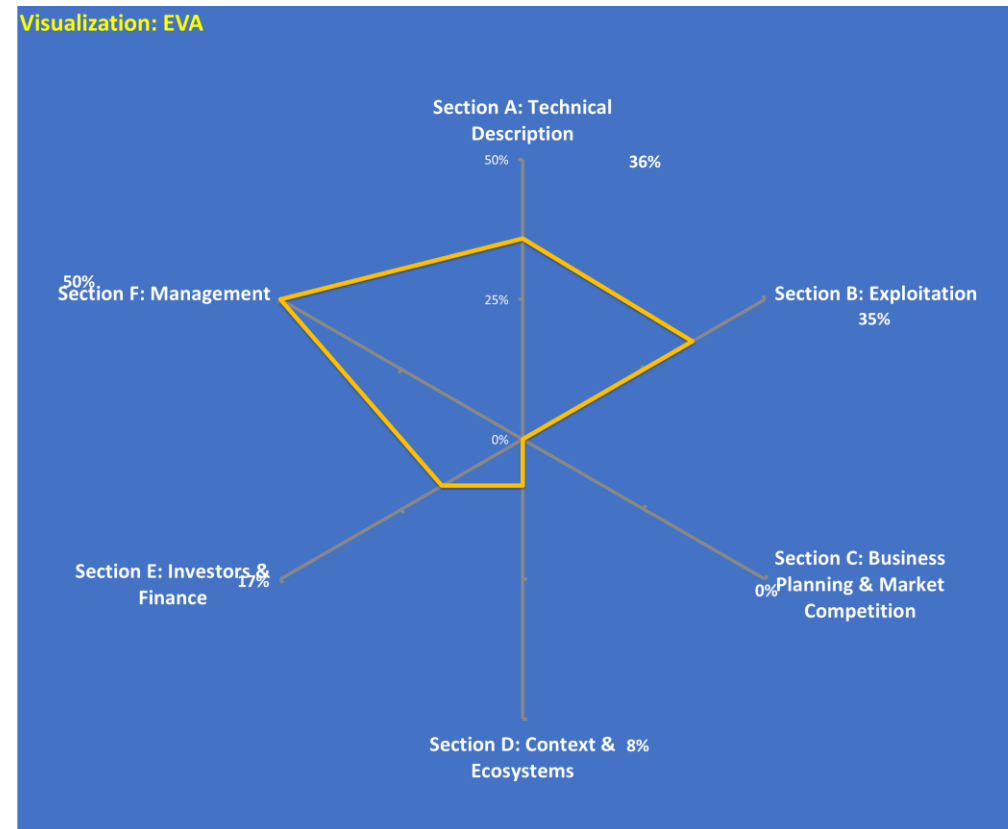 Visualization: EVA
Section A: Technical
Description
50%
36%
50%
Section F: Management
25%
Section B: Exploitation
35%
0%
Section E: Investors &
Finance
17%
Section C: Business
Planning & Market
Competition
0%
Section D: Context &
Ecosystems
8%